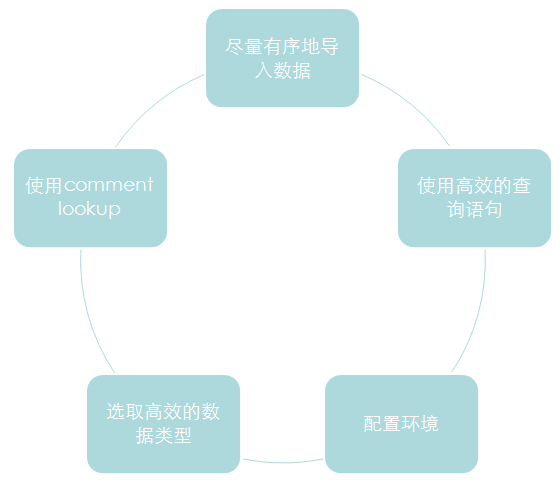 尽量有序地导
入数据
使用高效的查
询语句
配置环境
选取高效的数
据类型
使用comment
lookup